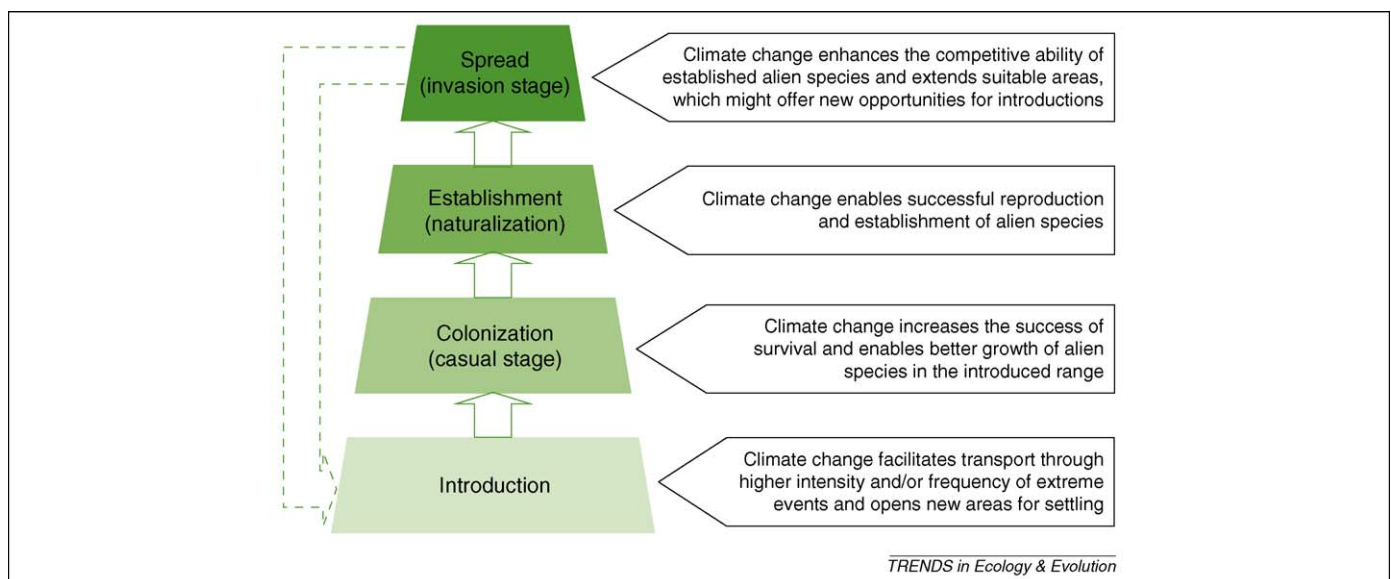 Spread
(invasion stage)
Climate change enhances the competitive ability of
established alien species and extends suitable areas,
which might offer new opportunities for introductions
Establishment
(naturalization)
Climate change enables successful reproduction
and establishment of alien species
Colonization
(casual stage)
Climate change increases the success of
survival and enables better growth of alien
species in the introduced range
Introduction
Climate change facilitates transport through
higher intensity and/or frequency of extreme
events and opens new areas for settling
TRENDS in Ecology & Evolution